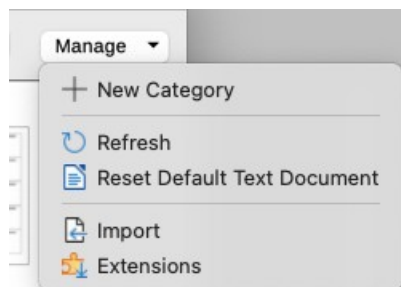 Manage
New Category
Refresh
Reset Default Text Document
Import
Extensions